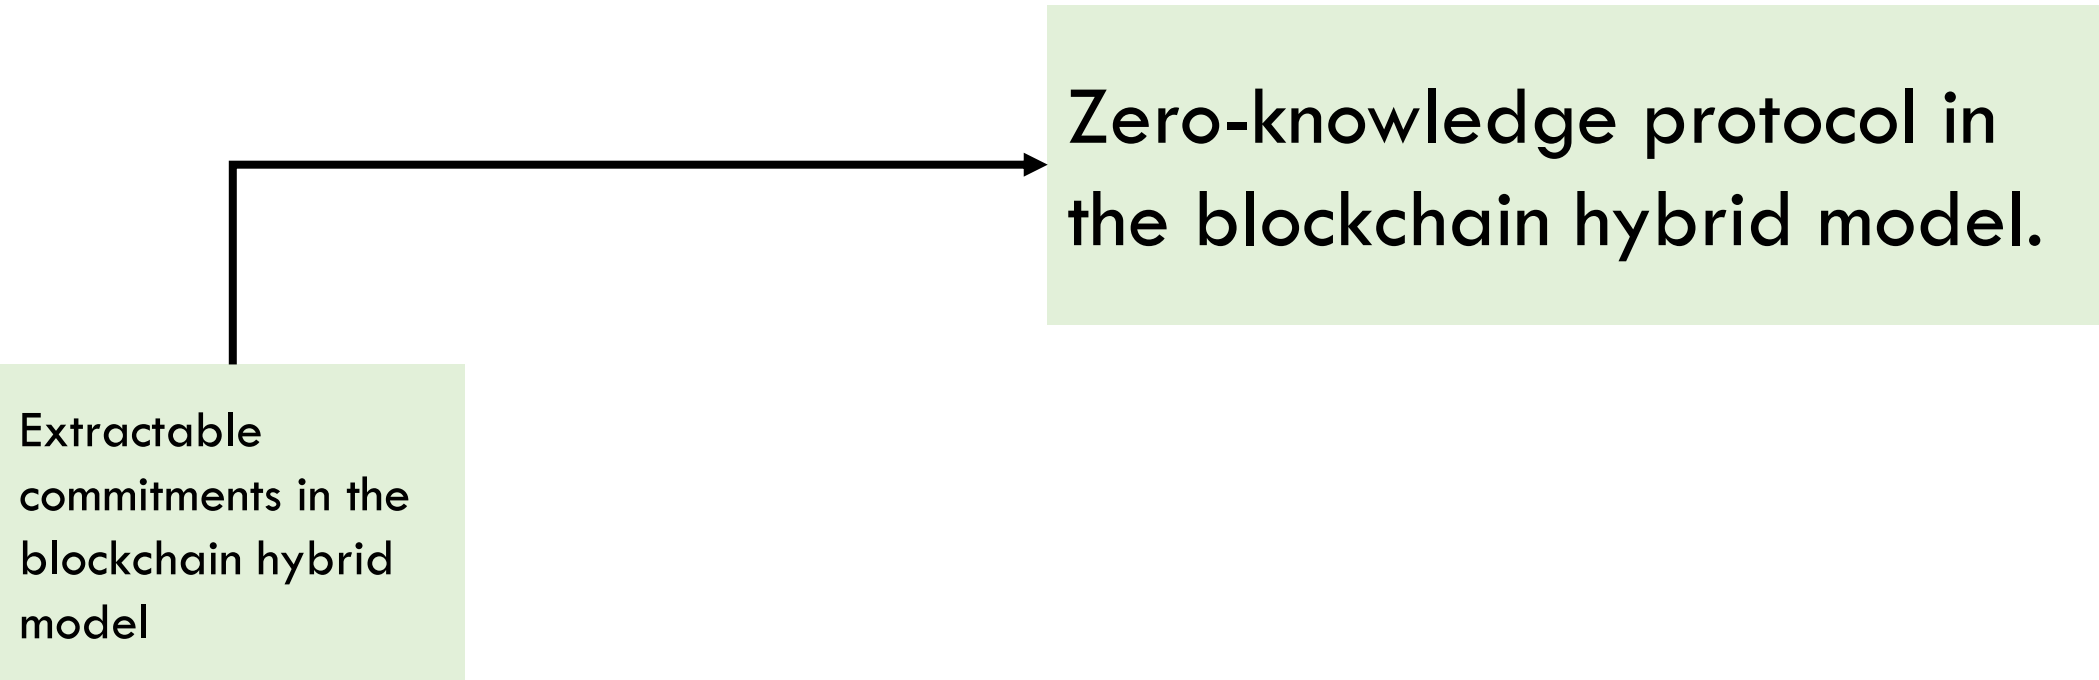 Zero-knowledge protocol in
the blockchain hybrid model.
Extractable
commitments in the
blockchain hybrid
model